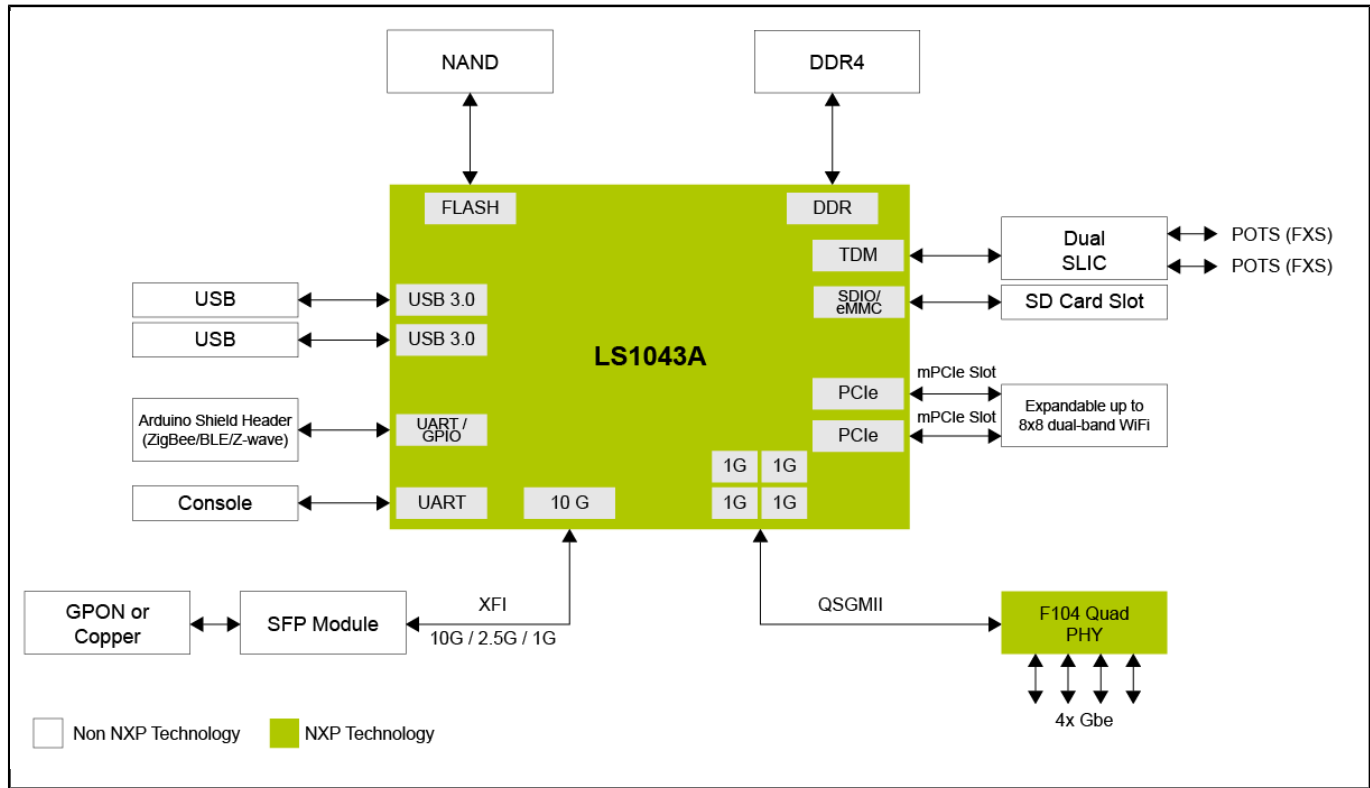 NAND
DDR4
FLASH
DDR
TDM
Dual
SLIC
POTS (FXS)
POTS (FXS)
USB
USB 3.0
SDIO/
eMMC
SD Card Slot
USB
USB 3.0
LS1043A
mPCIe Slot
PCIe
mPCIe Slot
PCIe
Expandable up to
8x8 dual-band WiFi
Arduino Shield Header
(ZigBee/BLE/Z-wave)
UART /
GPIO
1G 1G
1G 1G
Console
UART
10 G
GPON or
Copper
SFP Module
XFI
10G / 2.5G / 1G
QSGMII
F104 Quad
PHY
4x Gbe
Non NXP Technology
NXP Technology